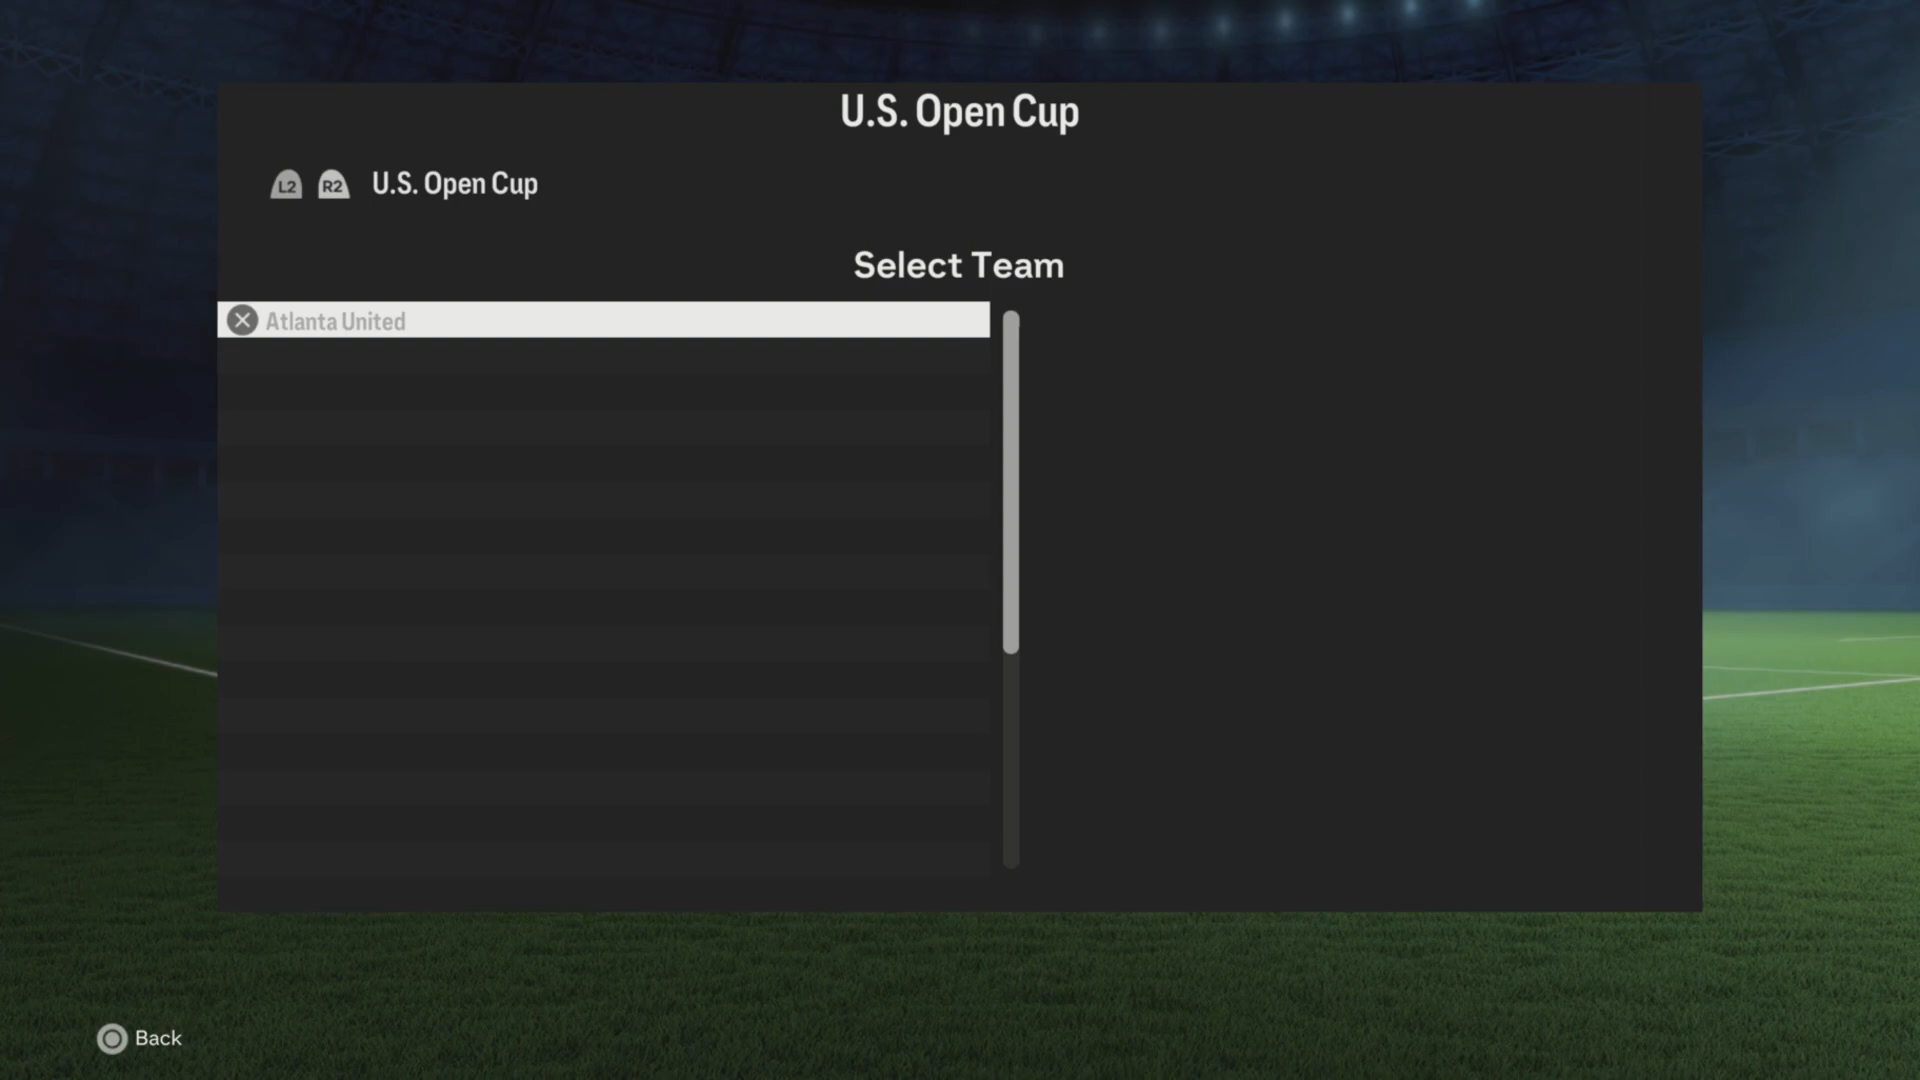 U.S. Open Cup
L2 R2 U.S. Open Cup
Select Team
Atlanta United
Back